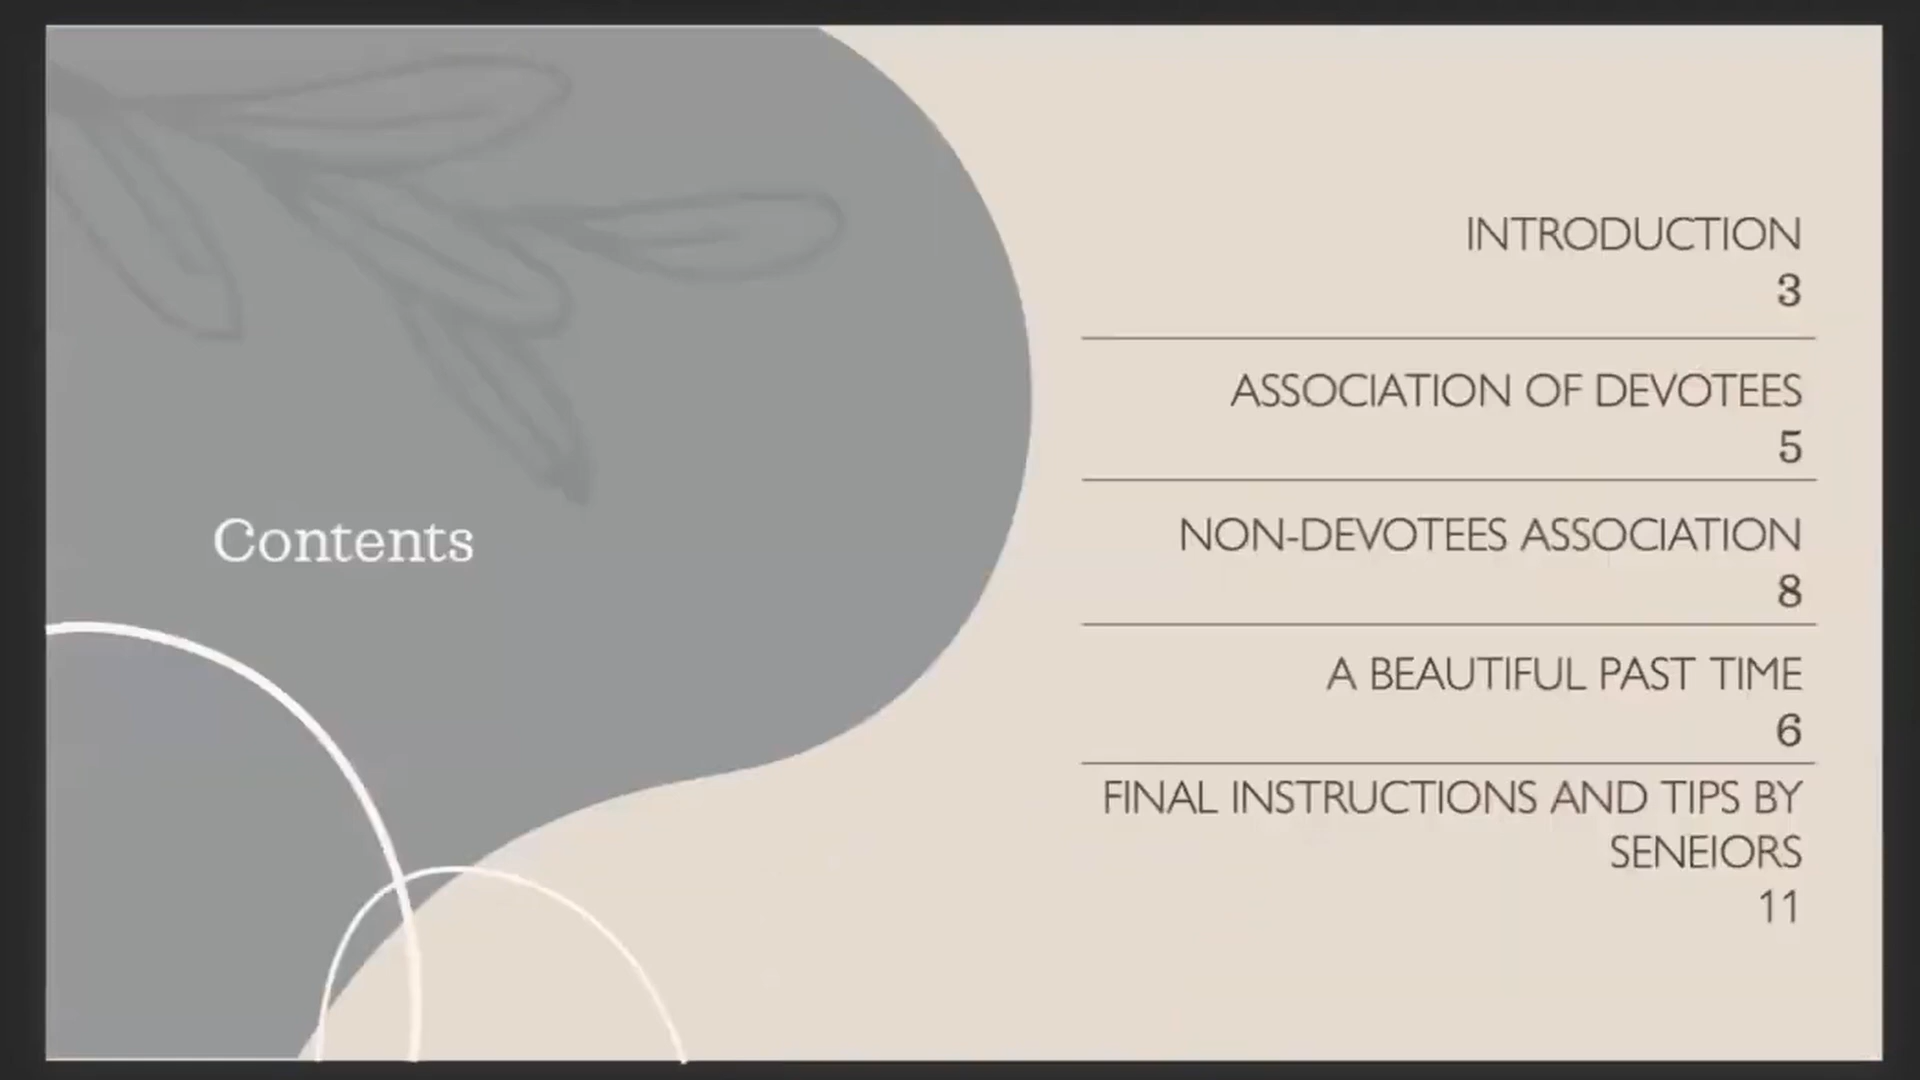 Contents
INTRODUCTION
3
ASSOCIATION OF DEVOTEES
5
NON-DEVOTEES ASSOCIATION
8
A BEAUTIFUL PAST TIME
6
FINAL INSTRUCTIONS AND TIPS BY
SENEIORS
11